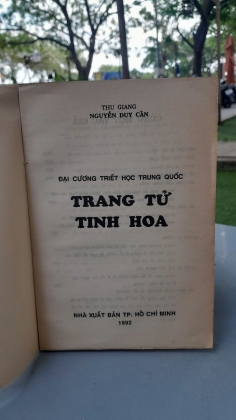 THU GIANG
NGUYỄN DUY CẦN
ĐẠI CƯƠNG TRIẾT HỌC TRUNG QUỐC
TRANG TỬ
TINH HOA
NHÀ XUẤT BẢN TP. HỒ CHÍ MINH
1992